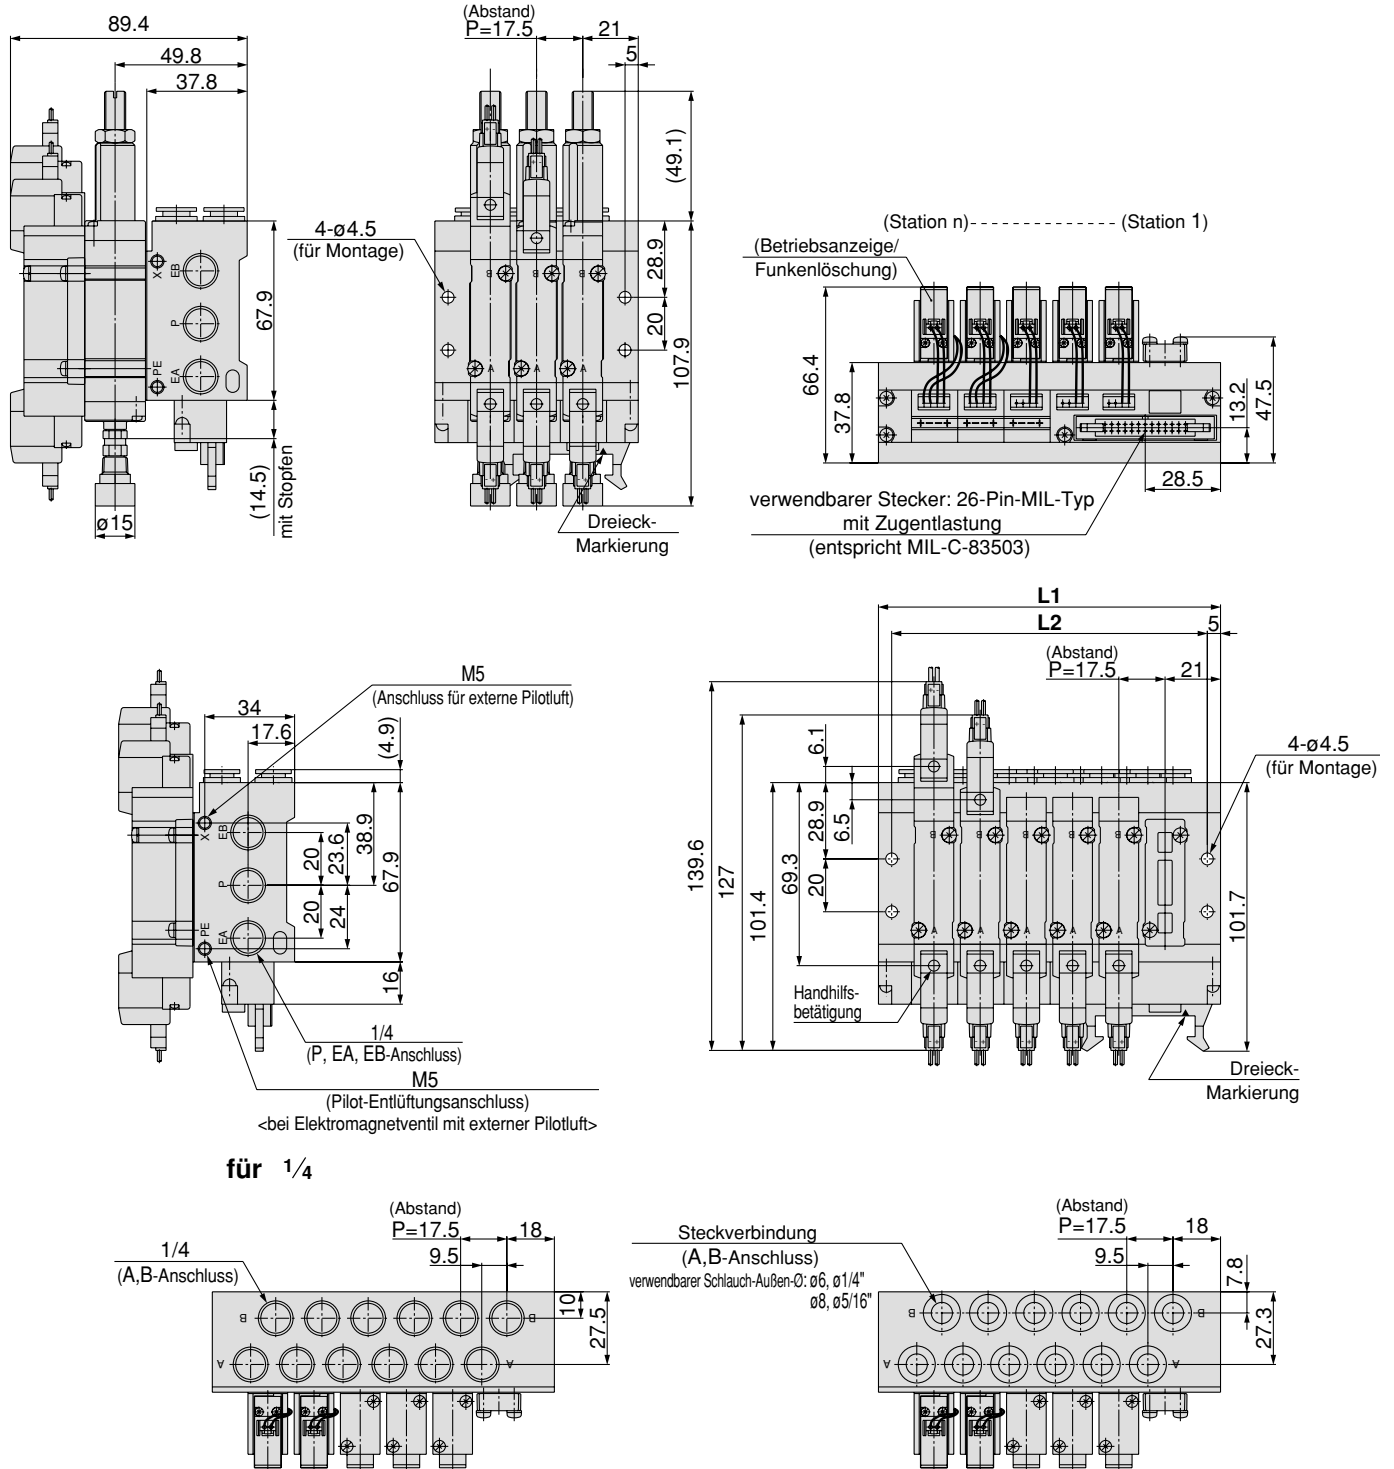 89.4
49.8
37.8
X
EB
P
PE
EA
67.9
(14.5)
mit Stopfen
ø15
(Abstand)
P=17.5
21
5
4-ø4.5
(für Montage)
(49.1)
28.9
20
107.9
B
B
B
A
A
A
Dreieck-
Markierung
(Station n)
(Station 1)
(Betriebsanzeige/
Funkenlöschung)
66.4
37.8
13.2
47.5
28.5
verwendbarer Stecker: 26-Pin-MIL-Typ
mit Zugentlastung
(entspricht MIL-C-83503)
M5
(Anschluss für externe Pilotluft)
34
17.6
(4.9)
X
EB
P
PE
EA
20
23.6
38.9
67.9
20
24
16
1/4
(P, EA, EB-Anschluss)
M5
(Pilot-Entlüftungsanschluss)
<bei Elektromagnetventil mit externer Pilotluft>
L1
L2
5
(Abstand)
P=17.5
21
4-ø4.5
(für Montage)
139.6
127
101.4
69.3
6.1
28.9
6.5
20
101.7
B
B
B
B
B
A
A
A
A
A
Handhilfs-
betätigung
Dreieck-
Markierung
für 1/4
1/4
(A,B-Anschluss)
(Abstand)
P=17.5
18
9.5
10
27.5
B
B
A
A
Steckverbindung
(A,B-Anschluss)
verwendbarer Schlauch-Außen-Ø: ø6, ø1/4"
ø8, ø5/16"
(Abstand)
P=17.5
18
9.5
7.8
27.3
B
B
A
A